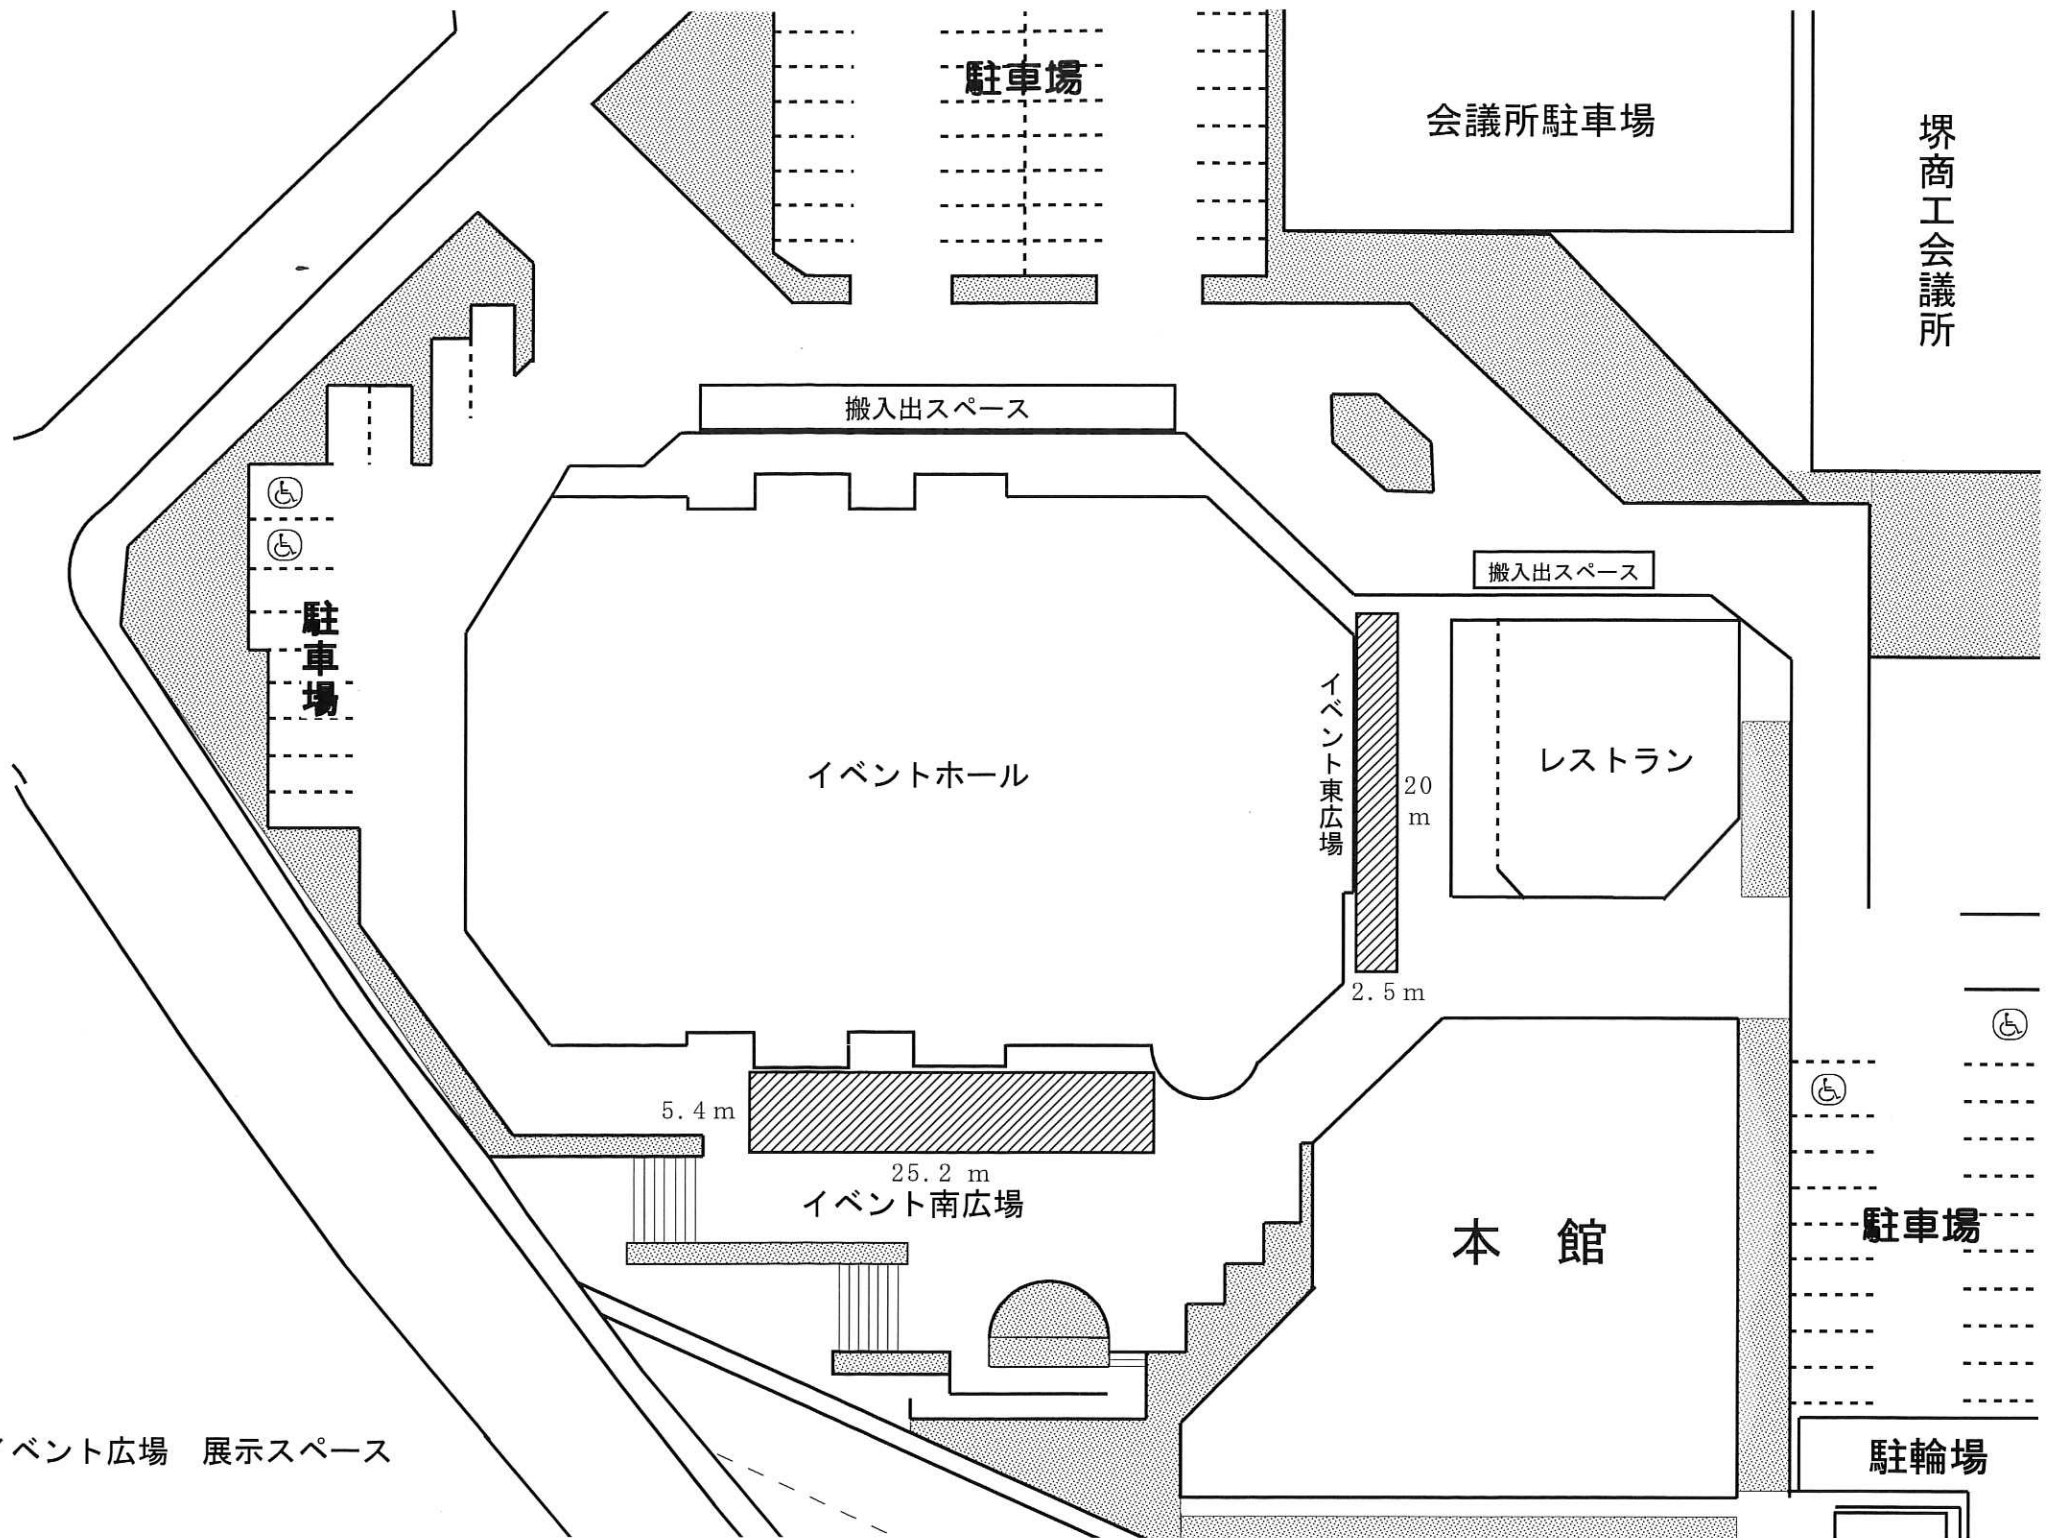 駐車場
会議所駐車場
堺商工会議所
搬入出スペース
搬入出スペース
駐車場
イベント東広場
イベントホール
レストラン
20
m
2.5m
5.4m
25.2 m
イベント南広場
本 館
駐車場
ベント広場 展示スペース
駐輪場